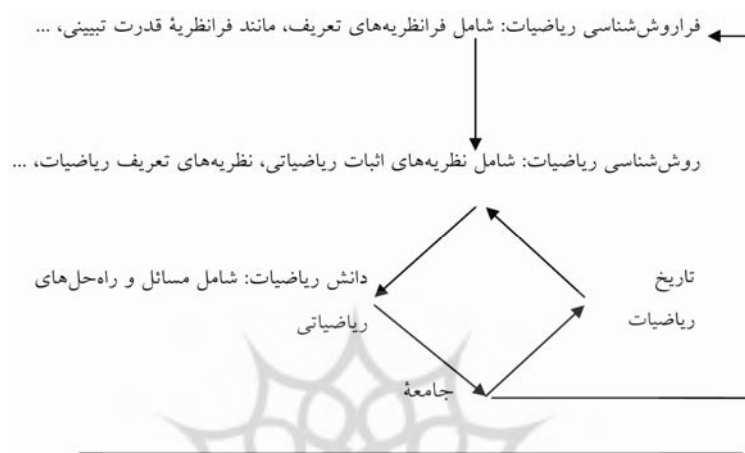 فراروش‌شناسی ریاضیات: شامل فرانظریه‌های تعریف، مانند فرانظریهٔ قدرت تبیینی، ...
روش‌شناسی ریاضیات: شامل نظریه‌های اثبات ریاضیاتی، نظریه‌های تعریف ریاضیات، ...
تاریخ
ریاضیات
دانش ریاضیات: شامل مسائل و راه‌حل‌های
ریاضیاتی
جامعهٔ